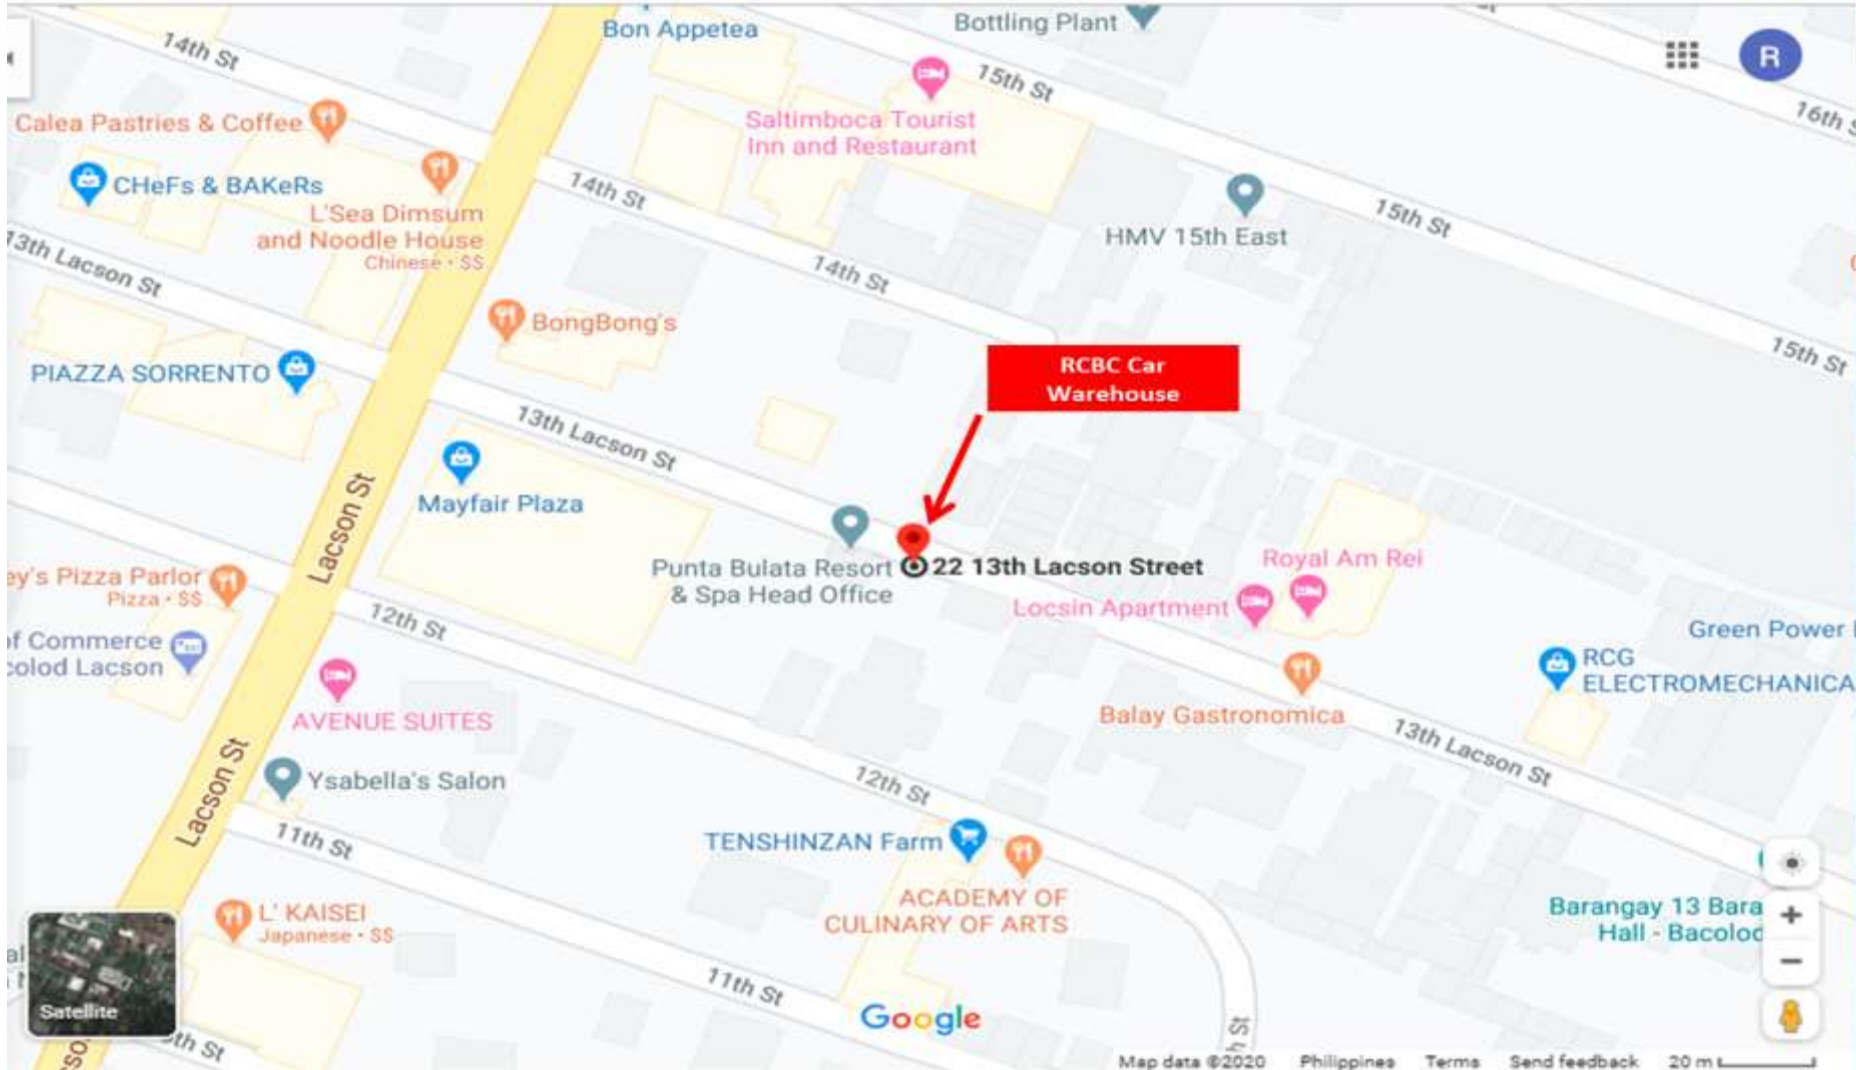 Bon Appetea
Bottling Plant
14th St
15th St
R
16th S
Calea Pastries & Coffee
Saltimboca Tourist
Inn and Restaurant
CHeFs & BAKeRs
14th St
L'Sea Dimsum
and Noodle House
Chinese • $$
15th St
HMV 15th East
13th Lacson St
14th St
BongBong's
15th St
PIAZZA SORRENTO
RCBC Car
Warehouse
13th Lacson St
Mayfair Plaza
Lacson St
Punta Bulata Resort
& Spa Head Office
22 13th Lacson Street
Royal Am Rei
Locsin Apartment
ey's Pizza Parlor
Pizza • $$
12th St
of Commerce
colod Lacson
Green Power
RCG
ELECTROMECHANICA
AVENUE SUITES
Balay Gastronomica
13th Lacson St
Lacson St
Ysabella's Salon
12th St
11th St
TENSHINZAN Farm
ACADEMY OF
CULINARY OF ARTS
L' KAISEI
Japanese • $$
Barangay 13 Bara
Hall - Bacolod
11th St
Satellite
Google
th St
h St
Map data ©2020 Philippines Terms Send feedback 20 m